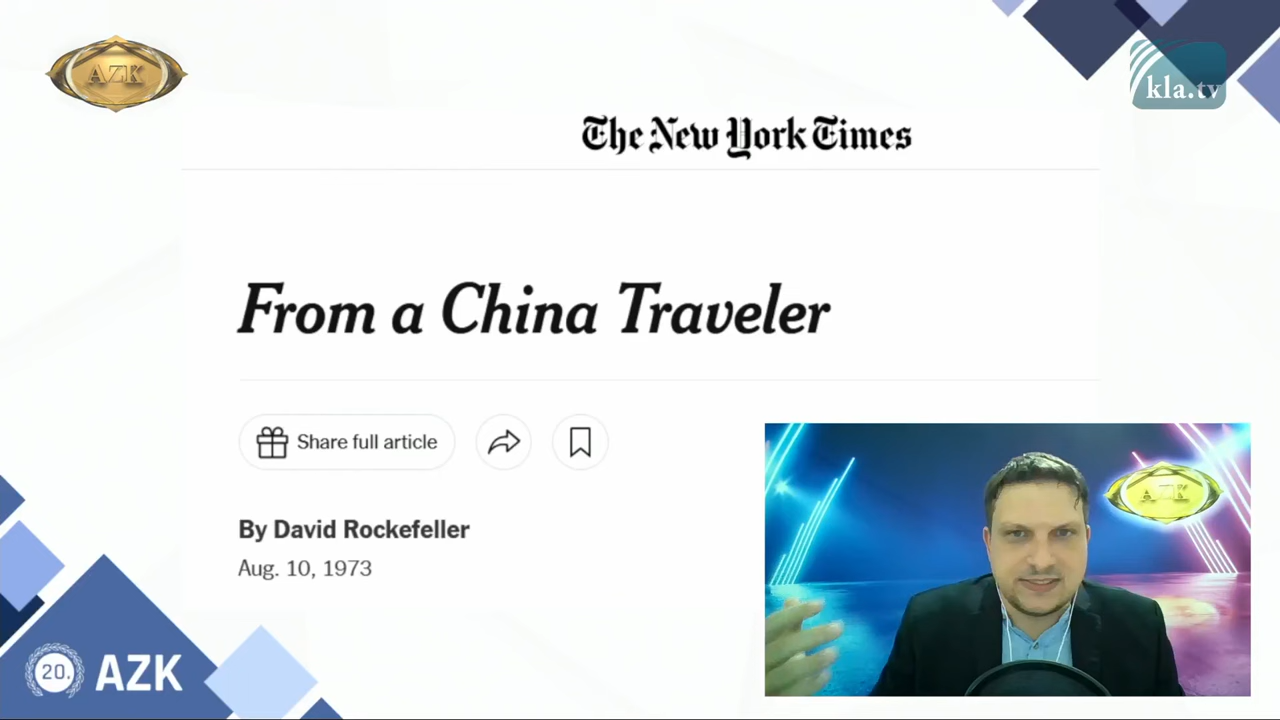 AZK
kla.tv
The New York Times
From a China Traveler
Share full article
By David Rockefeller
Aug. 10, 1973
AZK
20. AZK